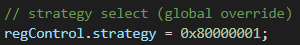 // strategy select (global override)
regControl.strategy = 0x80000001;